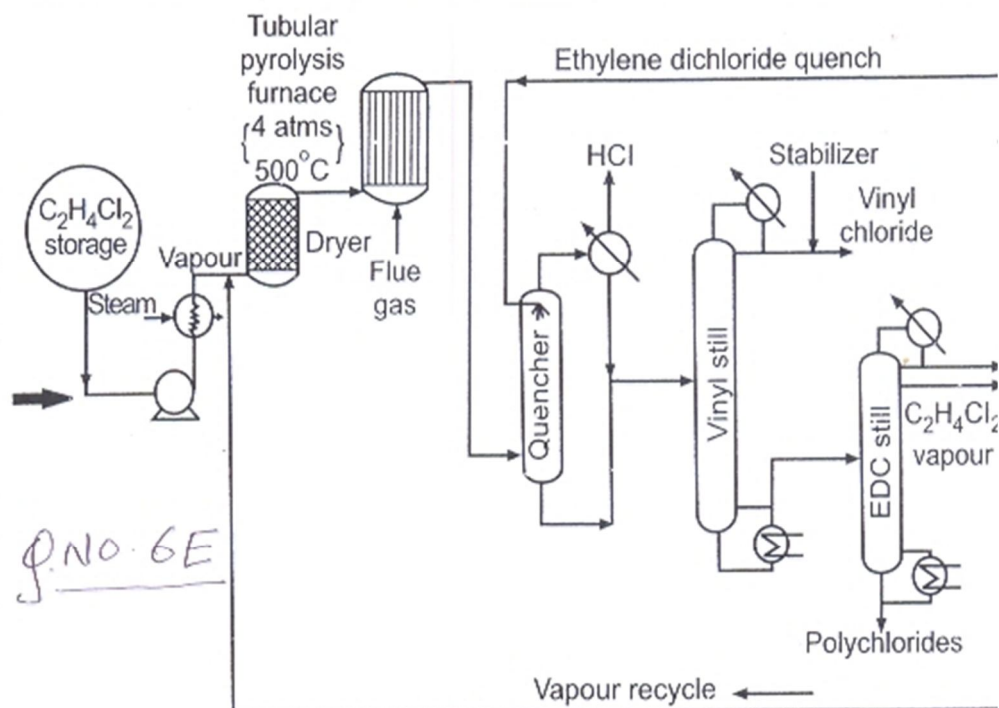 Tubular
pyrolysis
furnace
{4 atms}
500°C
Ethylene dichloride quench
C₂H₄Cl₂
storage
Vapour
Steam
Dryer
Flue
gas
HCl
Quencher
Stabilizer
Vinyl
chloride
Vinyl still
EDC still
C₂H₄Cl₂
vapour
Polychlorides
Vapour recycle
Q.NO. 6E